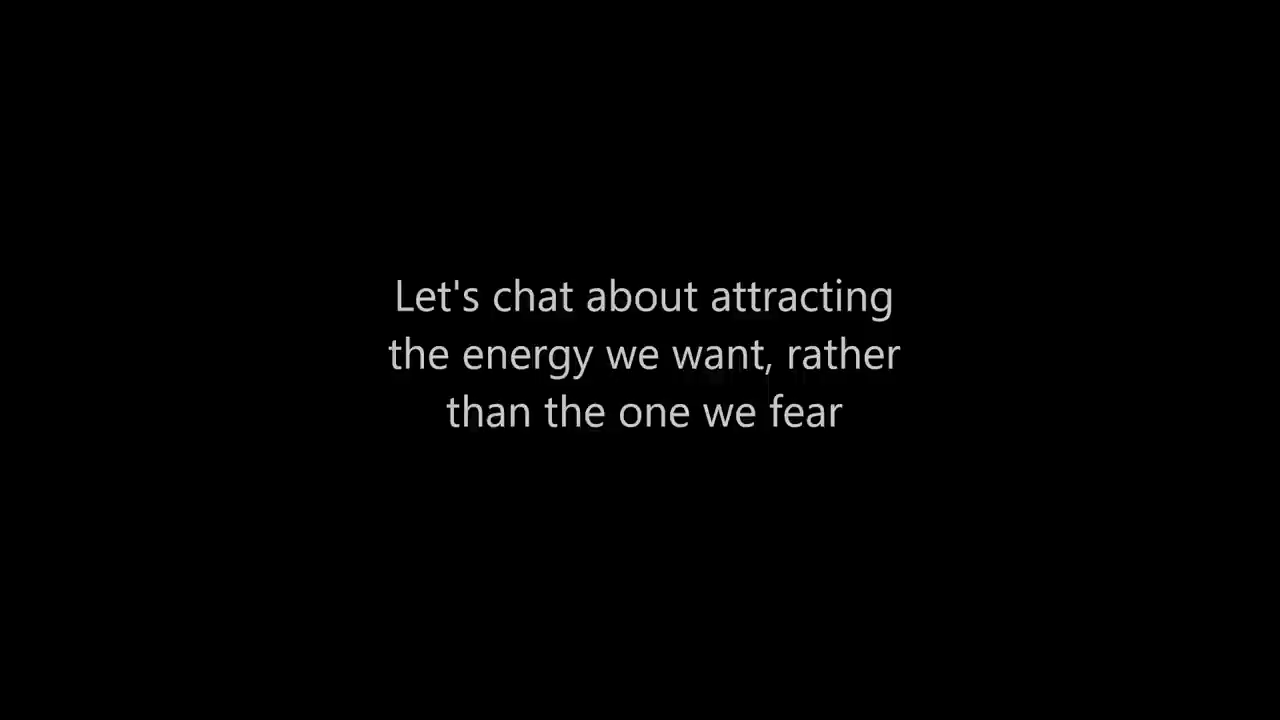 Let's chat about attracting
the energy we want, rather
than the one we fear